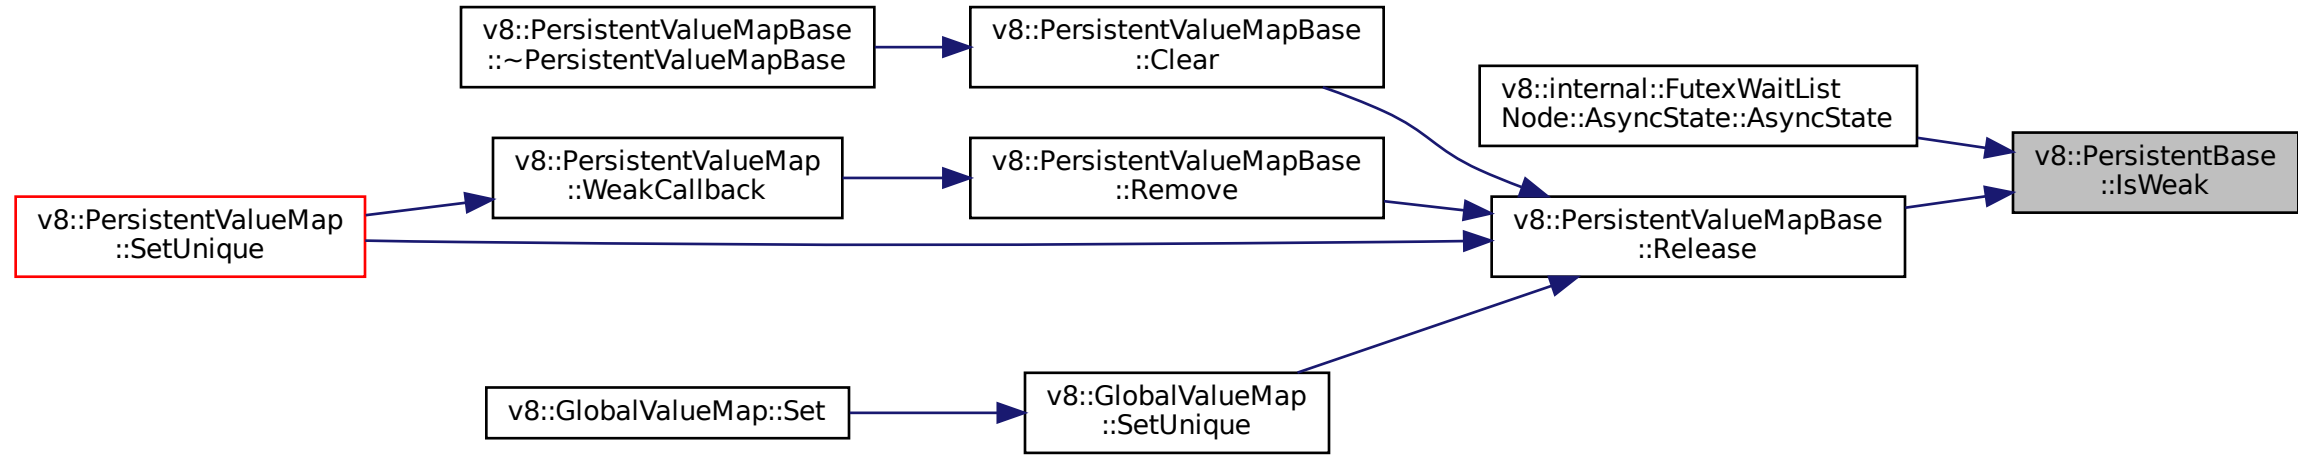 v8::PersistentValueMapBase
::~PersistentValueMapBase
v8::PersistentValueMapBase
::Clear
v8::internal::FutexWaitList
Node::AsyncState::AsyncState
v8::PersistentBase
::IsWeak
v8::PersistentValueMap
::WeakCallback
v8::PersistentValueMapBase
::Remove
v8::PersistentValueMap
::SetUnique
v8::PersistentValueMapBase
::Release
v8::GlobalValueMap::Set
v8::GlobalValueMap
::SetUnique